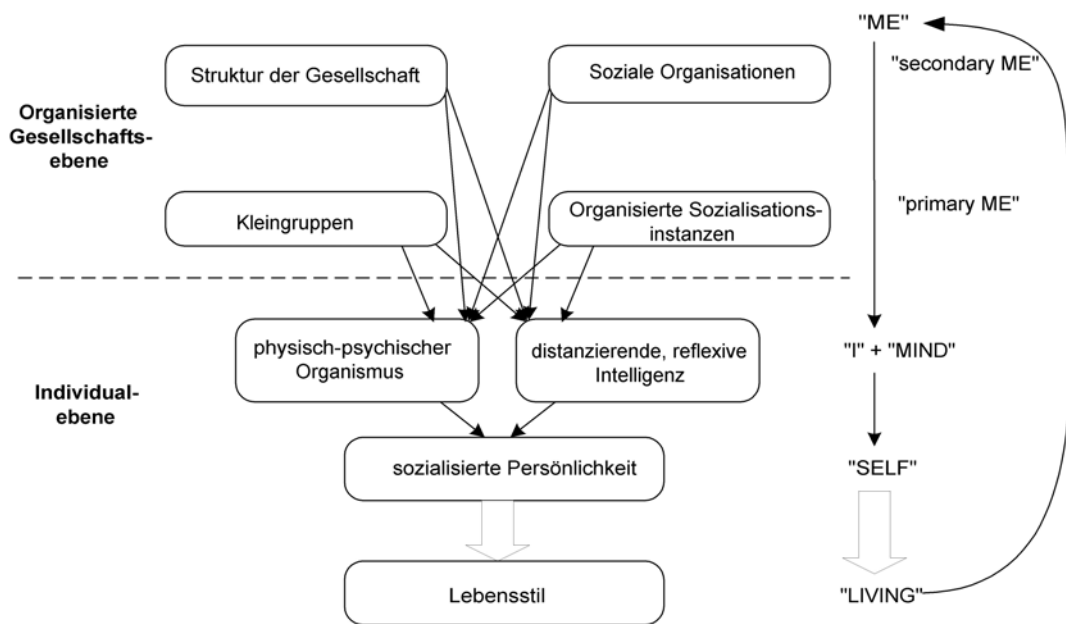 "ME"
Struktur der Gesellschaft
Soziale Organisationen
"secondary ME"
Organisierte
Gesellschafts-
ebene
Kleingruppen
Organisierte Sozialisations-
instanzen
"primary ME"
physisch-psychischer
Organismus
distanzierende, reflexive
Intelligenz
"I" + "MIND"
Individual-
ebene
sozialisierte Persönlichkeit
"SELF"
Lebensstil
"LIVING"